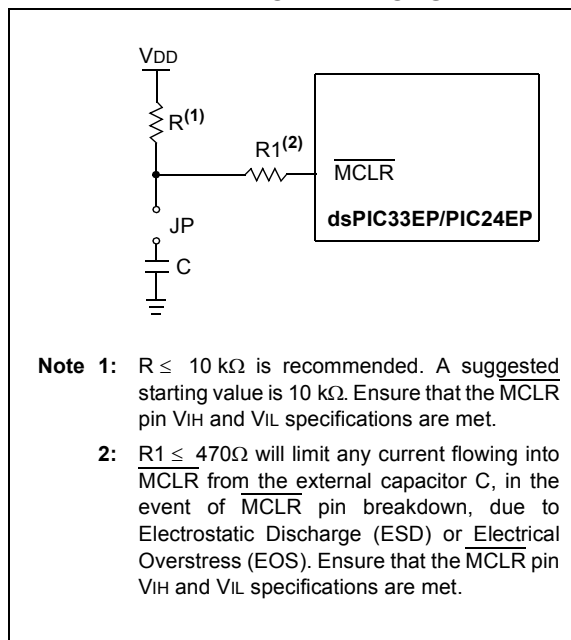 VDD
R(1)
R1(2)
MCLR
dsPIC33EP/PIC24EP
JP
C
Note 1: R ≤ 10 kΩ is recommended. A suggested
starting value is 10 kΩ. Ensure that the MCLR
pin VIH and VIL specifications are met.
2: R1 ≤ 470Ω will limit any current flowing into
MCLR from the external capacitor C, in the
event of MCLR pin breakdown, due to
Electrostatic Discharge (ESD) or Electrical
Overstress (EOS). Ensure that the MCLR pin
VIH and VIL specifications are met.